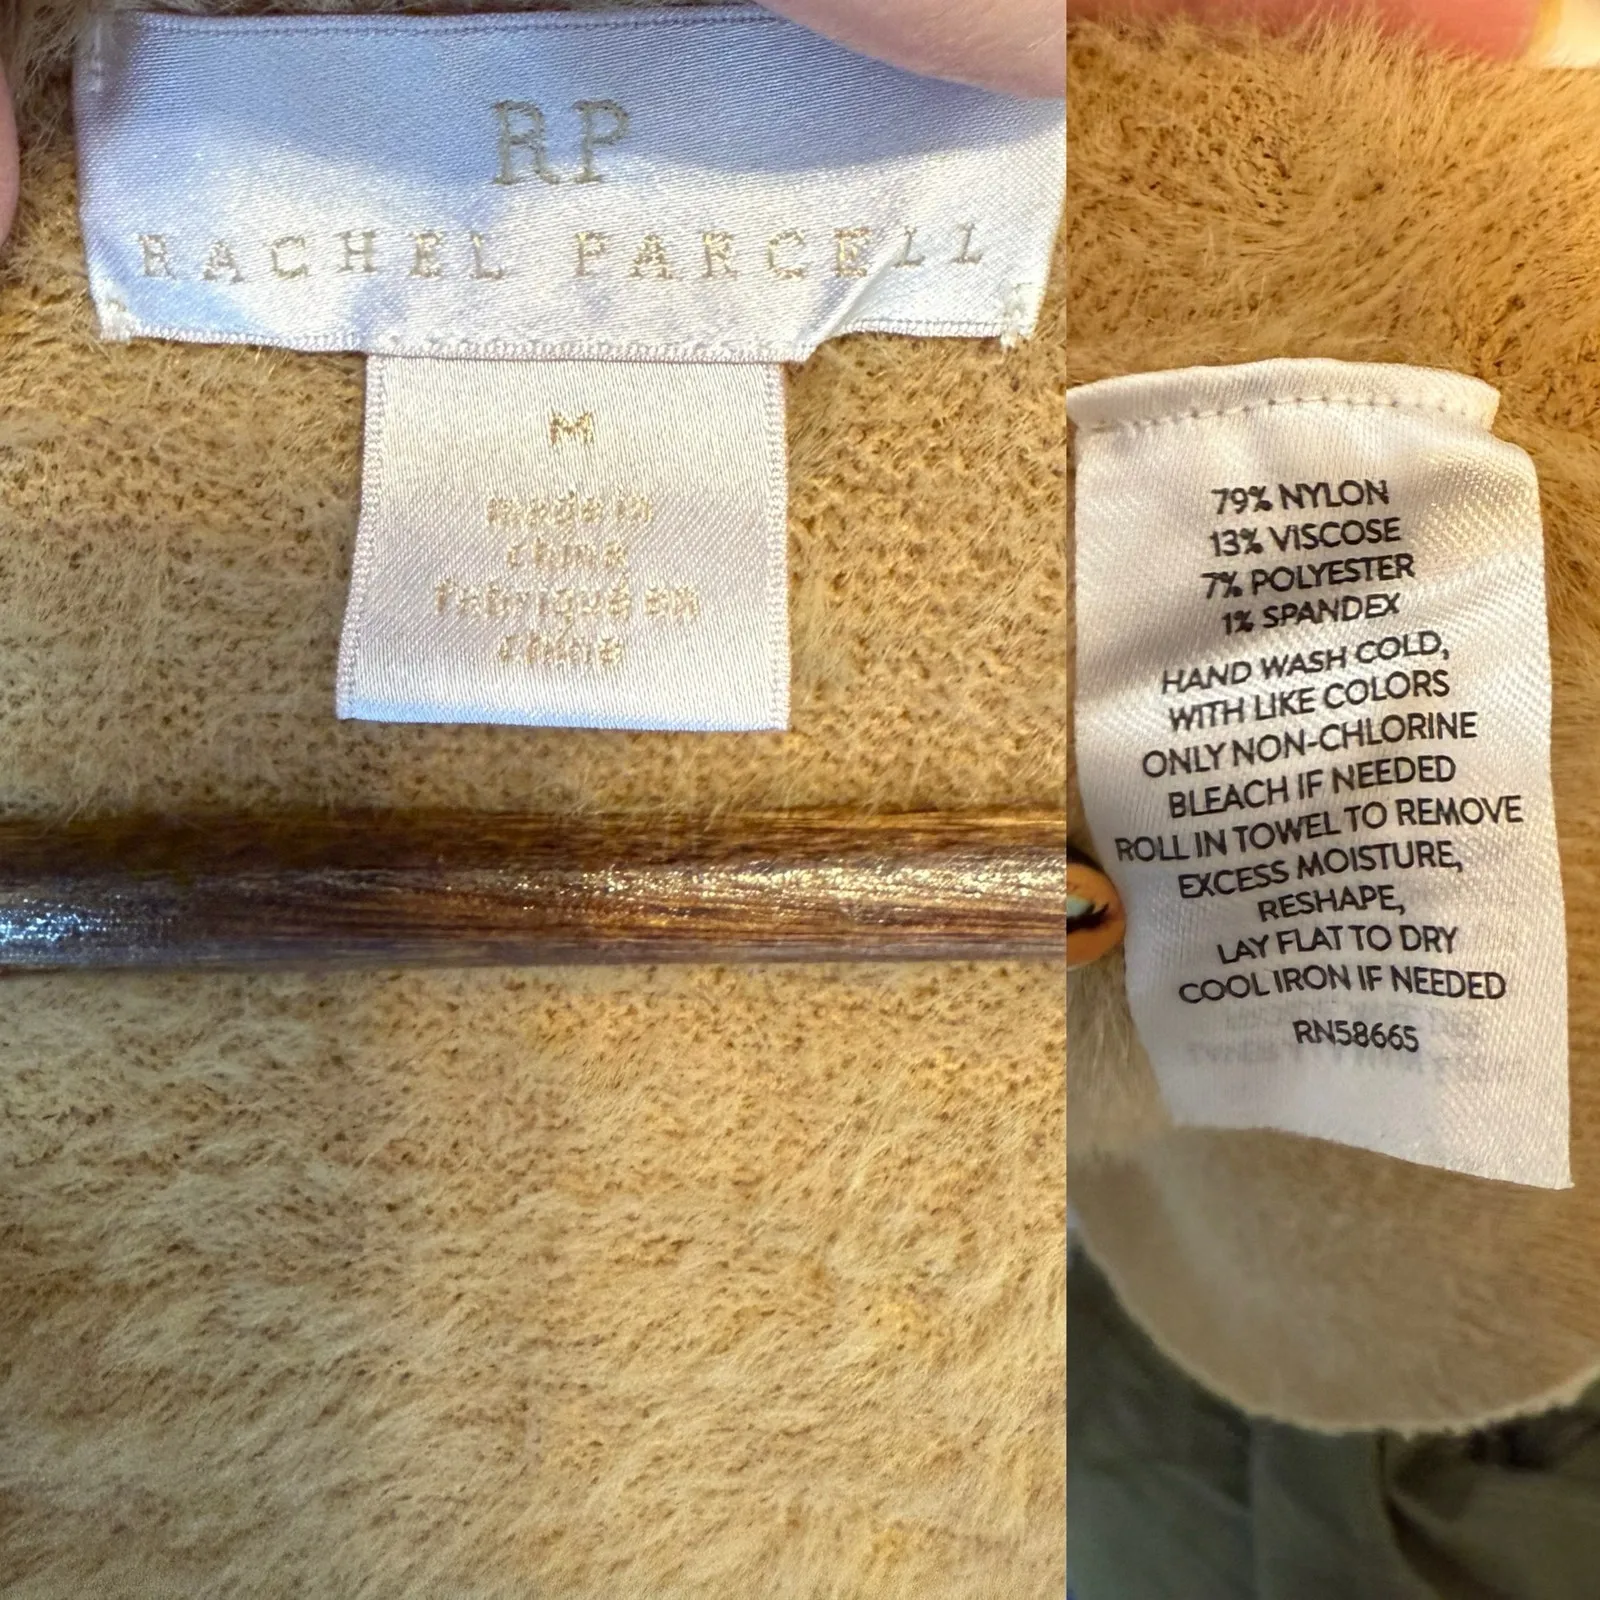 RP
RACHEL PARCELL
M
made in
china
fabriqué en
chine
79% NYLON
13% VISCOSE
7% POLYESTER
1% SPANDEX
HAND WASH COLD,
WITH LIKE COLORS
ONLY NON-CHLORINE
BLEACH IF NEEDED
ROLL IN TOWEL TO REMOVE
EXCESS MOISTURE,
RESHAPE,
LAY FLAT TO DRY
COOL IRON IF NEEDED
RN58665